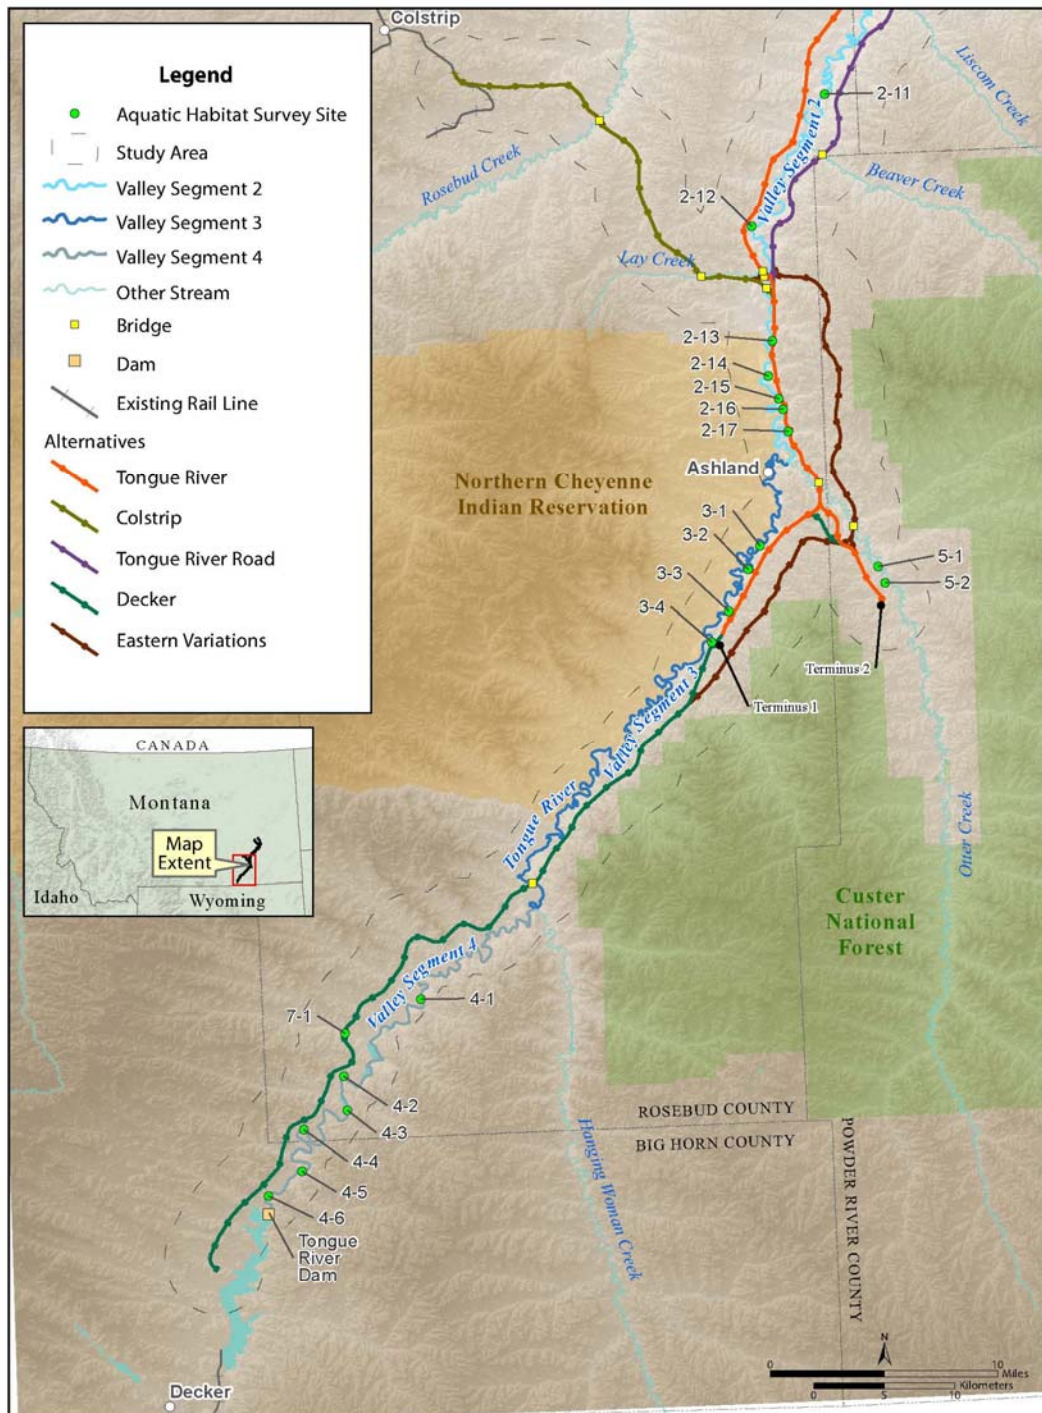 Colstrip
Legend
Aquatic Habitat Survey Site
Study Area
Valley Segment 2
Valley Segment 3
Valley Segment 4
Other Stream
Bridge
Dam
Existing Rail Line
Alternatives
Tongue River
Colstrip
Tongue River Road
Decker
Eastern Variations
Liscom Creek
2-11
Valley Segment 2
Rosebud Creek
Beaver Creek
2-12
Lay Creek
2-13
2-14
2-15
2-16
2-17
Ashland
Northern Cheyenne
Indian Reservation
3-1
3-2
3-3
3-4
5-1
5-2
Terminus 2
Terminus 1
Valley Segment 3
Tongue River
CANADA
Montana
Map
Extent
Idaho
Wyoming
Otter Creek
Custer
National
Forest
Valley Segment 4
4-1
7-1
4-2
4-3
4-4
4-5
4-6
Tongue
River
Dam
ROSEBUD COUNTY
BIG HORN COUNTY
POWDER RIVER COUNTY
Hanging Woman Creek
Decker
N
0 10
Miles
Kilometers
0 5 10